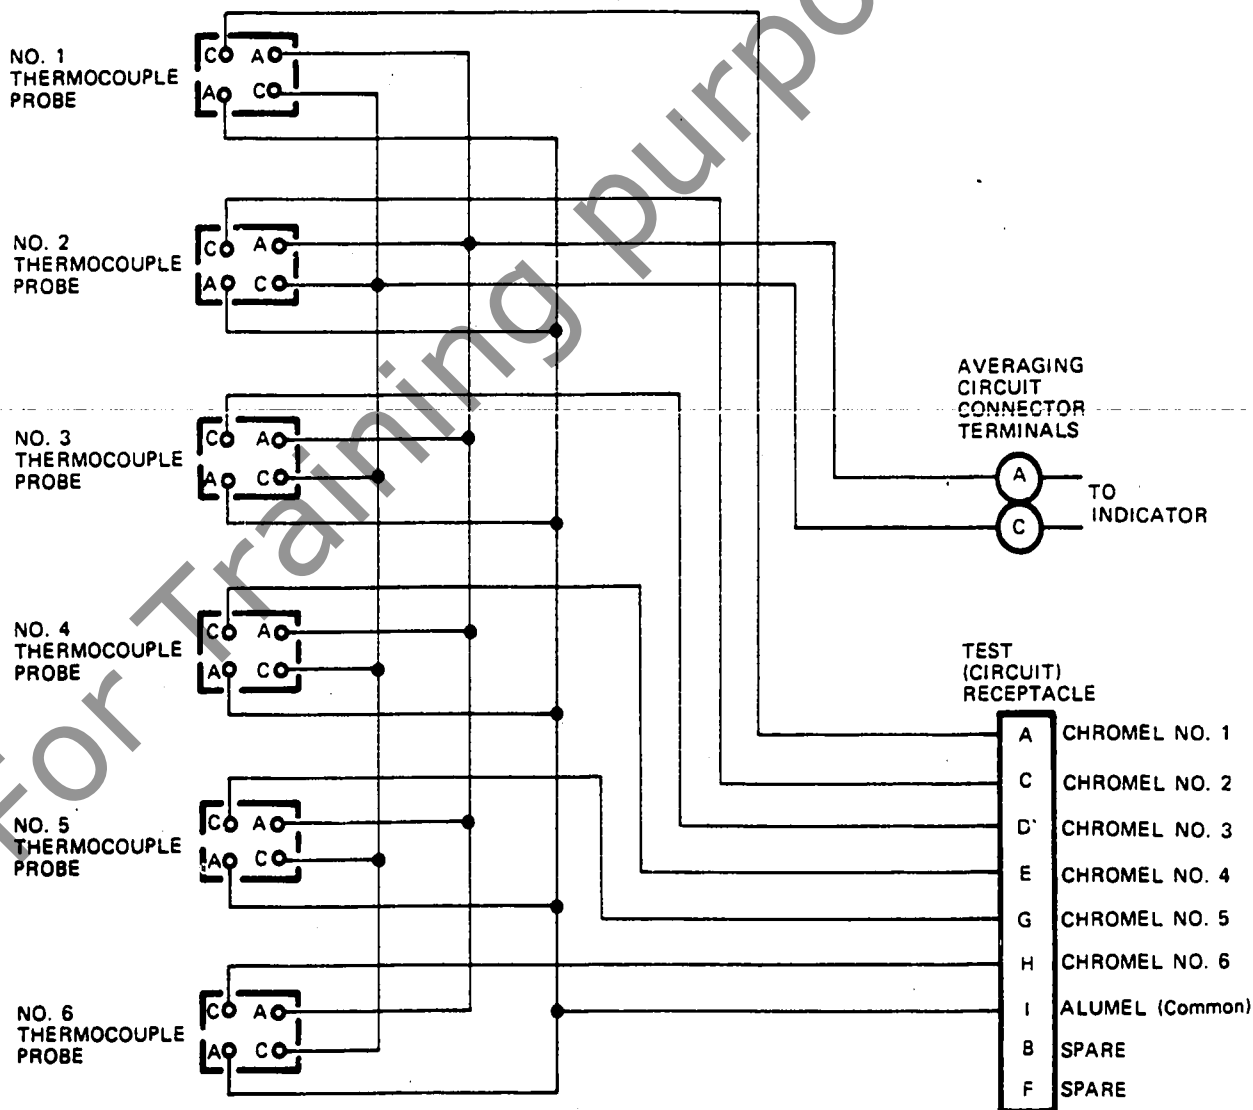 NO. 1
THERMOCOUPLE
PROBE
C A
A C
NO. 2
THERMOCOUPLE
PROBE
C A
A C
NO. 3
THERMOCOUPLE
PROBE
C A
A C
NO. 4
THERMOCOUPLE
PROBE
C A
A C
NO. 5
THERMOCOUPLE
PROBE
C A
A C
NO. 6
THERMOCOUPLE
PROBE
C A
A C
AVERAGING
CIRCUIT
CONNECTOR
TERMINALS
A
C
TO
INDICATOR
TEST
(CIRCUIT)
RECEPTACLE
A CHROMEL NO. 1
C CHROMEL NO. 2
D CHROMEL NO. 3
E CHROMEL NO. 4
G CHROMEL NO. 5
H CHROMEL NO. 6
I ALUMEL (Common)
B SPARE
F SPARE
For Training